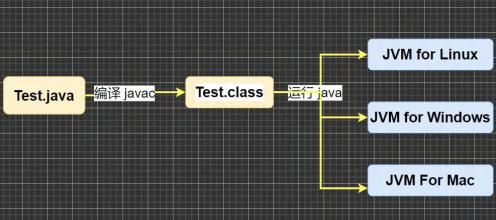 Test.java
编译 javac
Test.class
运行 java
JVM for Linux
JVM for Windows
JVM For Mac